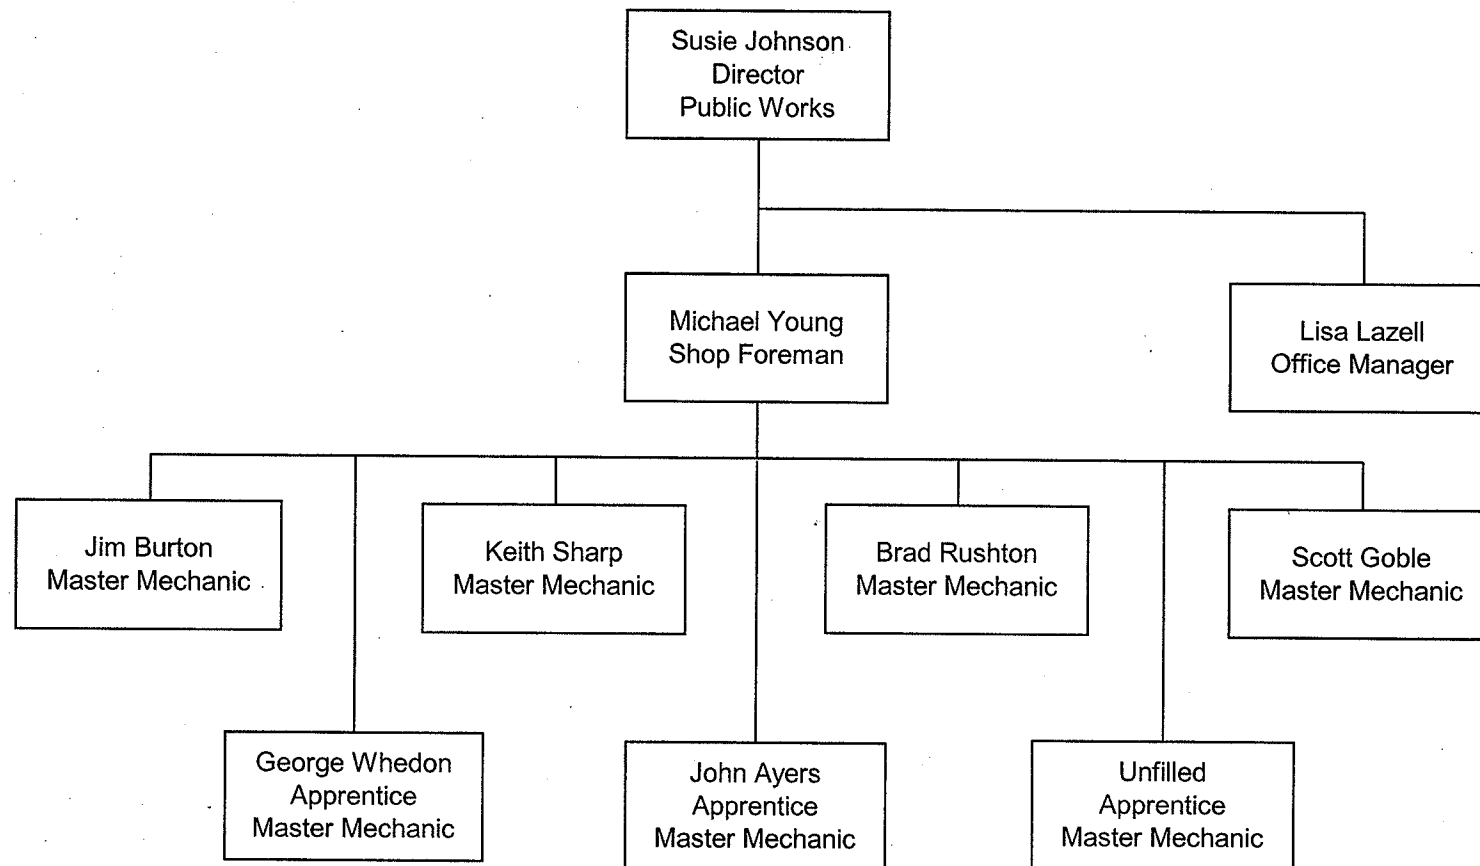 Susie Johnson
Director
Public Works
Michael Young
Shop Foreman
Lisa Lazell
Office Manager
Jim Burton
Master Mechanic
Keith Sharp
Master Mechanic
Brad Rushton
Master Mechanic
Scott Goble
Master Mechanic
George Whedon
Apprentice
Master Mechanic
John Ayers
Apprentice
Master Mechanic
Unfilled
Apprentice
Master Mechanic